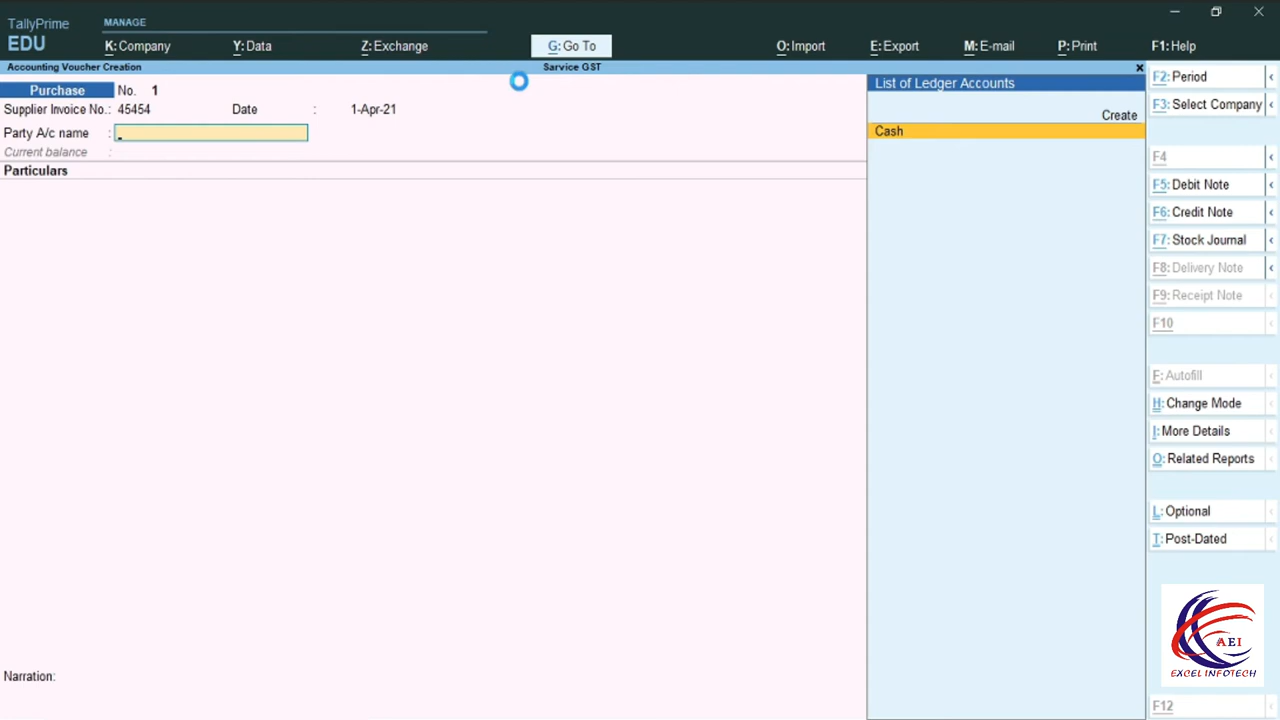 TallyPrime
EDU
MANAGE
K: Company
Y: Data
Z: Exchange
G: Go To
O: Import
E: Export
M: E-mail
P: Print
F1: Help
Accounting Voucher Creation
Sarvice GST
Purchase No. 1
Supplier Invoice No.: 45454 Date : 1-Apr-21
Party A/c name :
Current balance :
Particulars
Narration:
List of Ledger Accounts
Create
Cash
F2: Period
F3: Select Company
F4
F5: Debit Note
F6: Credit Note
F7: Stock Journal
F8: Delivery Note
F9: Receipt Note
F10
F: Autofill
H: Change Mode
I: More Details
O: Related Reports
L: Optional
T: Post-Dated
AEI
EXCEL INFOTECH
F12